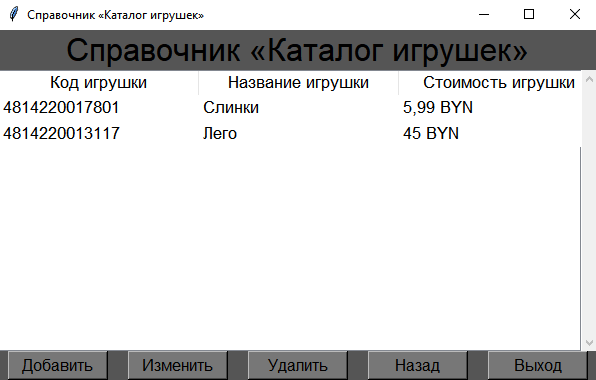 Справочник «Каталог игрушек»
Справочник «Каталог игрушек»
Код игрушки Название игрушки Стоимость игрушки
4814220017801 Слинки 5,99 BYN
4814220013117 Лего 45 BYN
Добавить Изменить Удалить Назад Выход